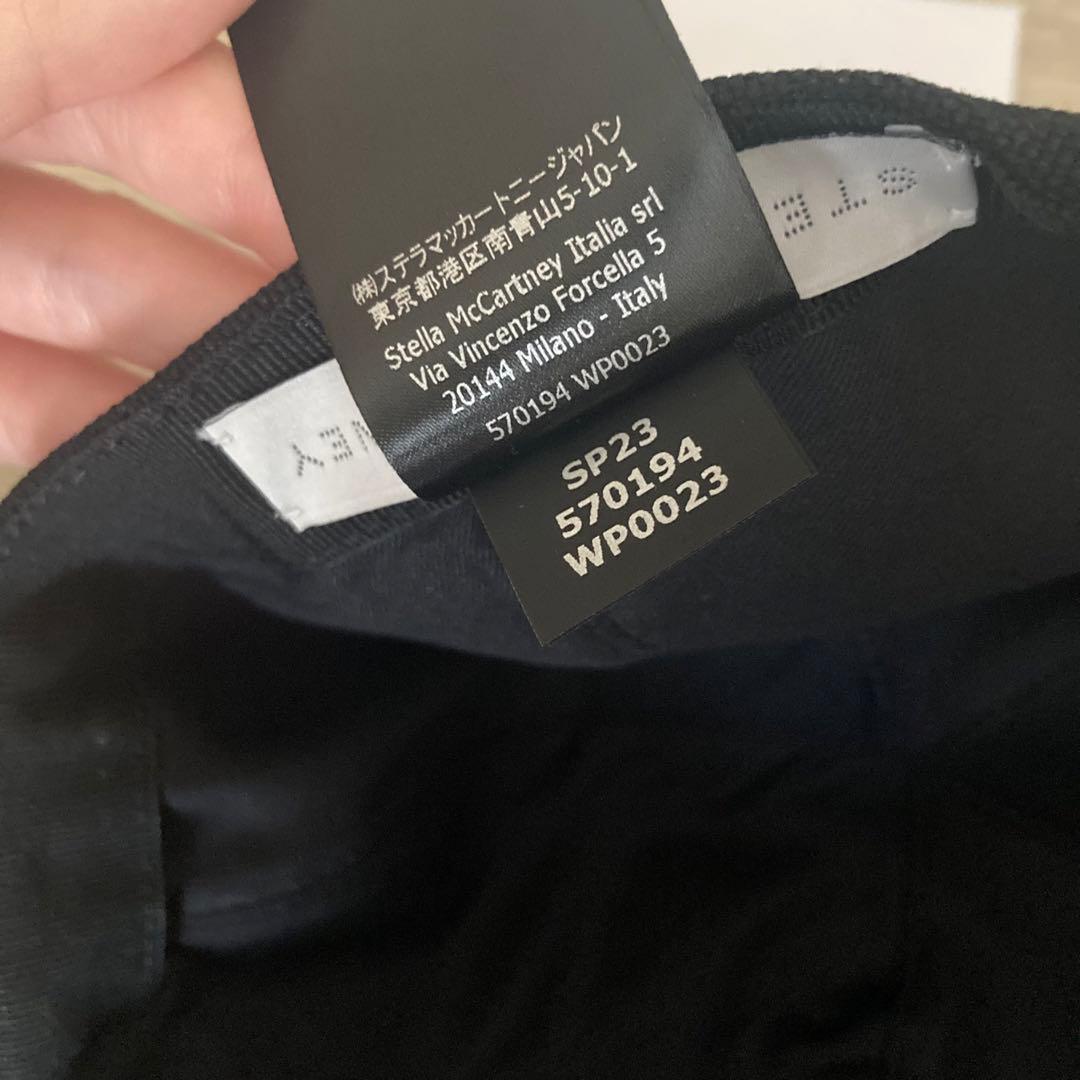 (株)ステラマッカートニージャパン
東京都港区南青山5-10-1
Stella McCartney Italia srl
Via Vincenzo Forcella 5
20144 Milano - Italy
570194 WP0023
SP23
570194
WP0023
STE
NEY